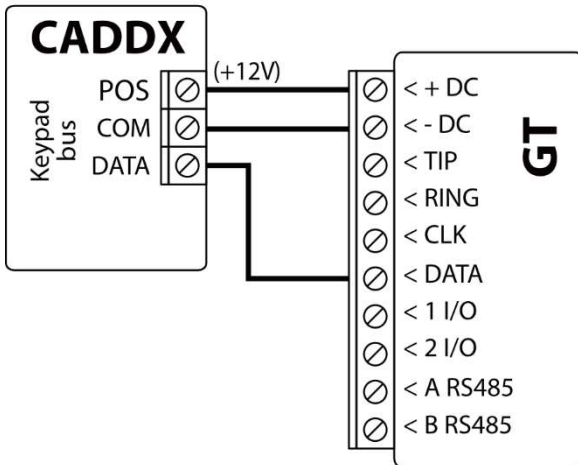 CADDX
Keypad
bus
POS
COM
DATA
(+12V)
GT
< + DC
< - DC
< TIP
< RING
< CLK
< DATA
< 1 I/O
< 2 I/O
< A RS485
< B RS485